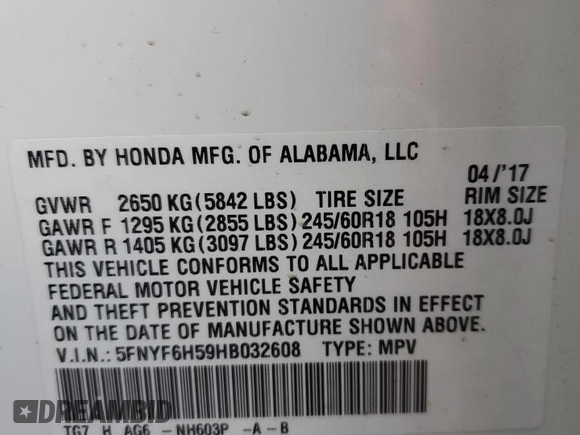 MFD. BY HONDA MFG. OF ALABAMA, LLC
04/'17
GVWR 2650 KG(5842 LBS) TIRE SIZE RIM SIZE
GAWR F 1295 KG(2855 LBS)245/60R18 105H 18X8.0J
GAWR R 1405 KG(3097 LBS)245/60R18 105H 18X8.0J
THIS VEHICLE CONFORMS TO ALL APPLICABLE
FEDERAL MOTOR VEHICLE SAFETY
AND THEFT PREVENTION STANDARDS IN EFFECT
ON THE DATE OF MANUFACTURE SHOWN ABOVE.
V.I.N.: 5FNYF6H59HB032608 TYPE: MPV
TG7 H AG6 -NH603P -A-B
DREAMBID